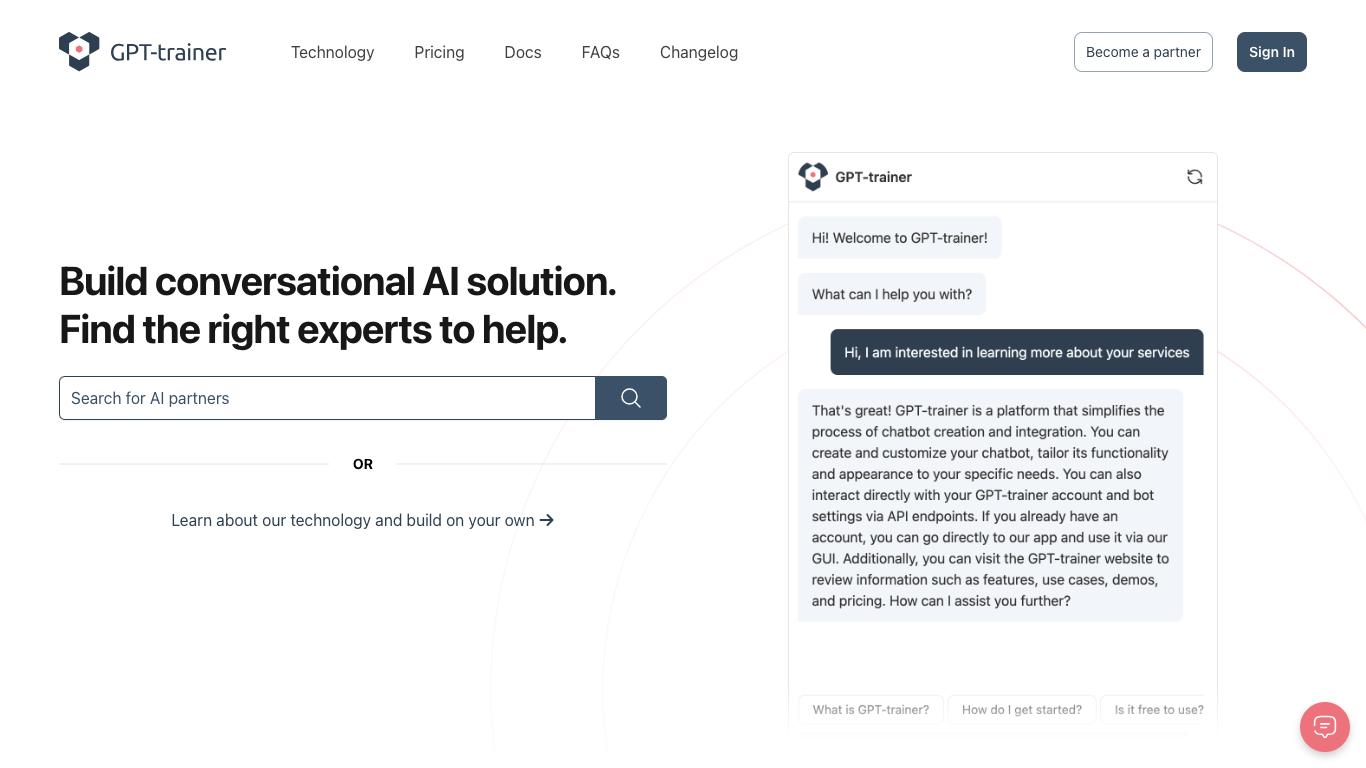 GPT-trainer
Technology
Pricing
Docs
FAQs
Changelog
Become a partner
Sign In
Build conversational AI solution.
Find the right experts to help.
Search for AI partners
OR
Learn about our technology and build on your own
GPT-trainer
Hi! Welcome to GPT-trainer!
What can I help you with?
Hi, I am interested in learning more about your services
That's great! GPT-trainer is a platform that simplifies the
process of chatbot creation and integration. You can
create and customize your chatbot, tailor its functionality
and appearance to your specific needs. You can also
interact directly with your GPT-trainer account and bot
settings via API endpoints. If you already have an
account, you can go directly to our app and use it via our
GUI. Additionally, you can visit the GPT-trainer website to
review information such as features, use cases, demos,
and pricing. How can I assist you further?
What is GPT-trainer?
How do I get started?
Is it free to use?